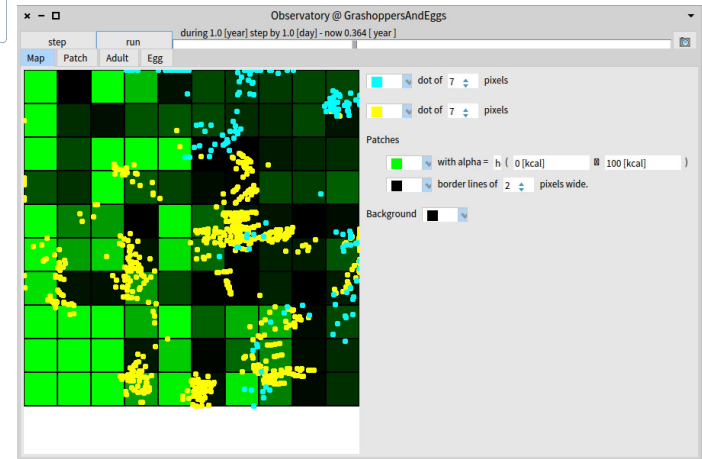 Observatory @ GrashoppersAndEggs
step run during 1.0 [year] step by 1.0 [day] - now 0.364 [ year ]
Map Patch Adult Egg
dot of 7 pixels
dot of 7 pixels
Patches
with alpha = h ( 0 [kcal] 100 [kcal] )
border lines of 2 pixels wide.
Background